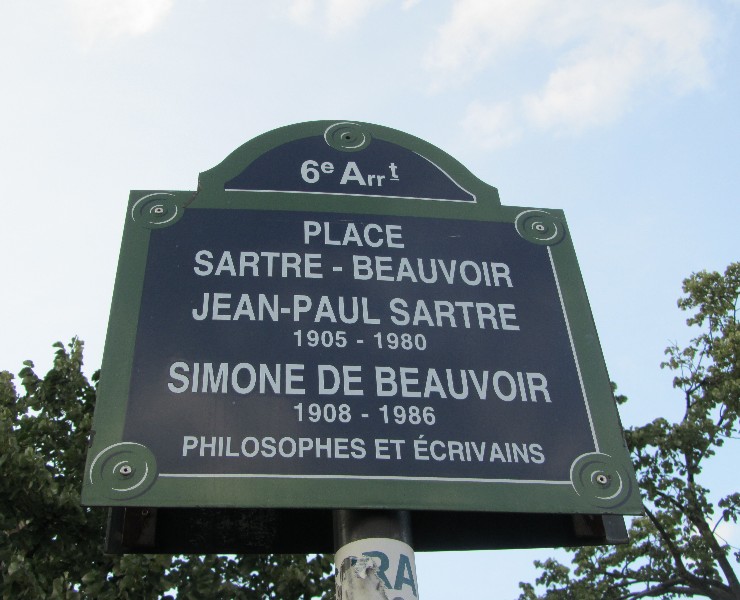 6e Arrt
PLACE
SARTRE - BEAUVOIR
JEAN-PAUL SARTRE
1905 - 1980
SIMONE DE BEAUVOIR
1908 - 1986
PHILOSOPHES ET ÉCRIVAINS